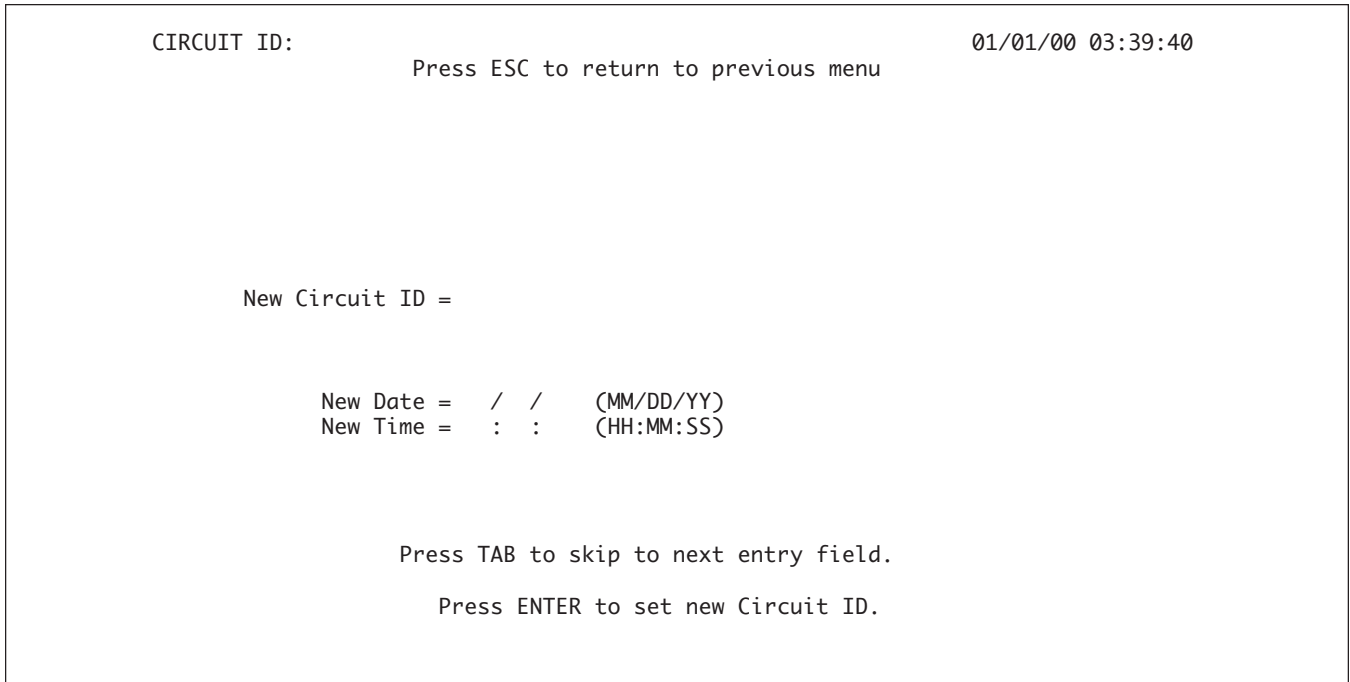 CIRCUIT ID: 01/01/00 03:39:40
Press ESC to return to previous menu
New Circuit ID =
New Date = / / (MM/DD/YY)
New Time = : : (HH:MM:SS)
Press TAB to skip to next entry field.
Press ENTER to set new Circuit ID.